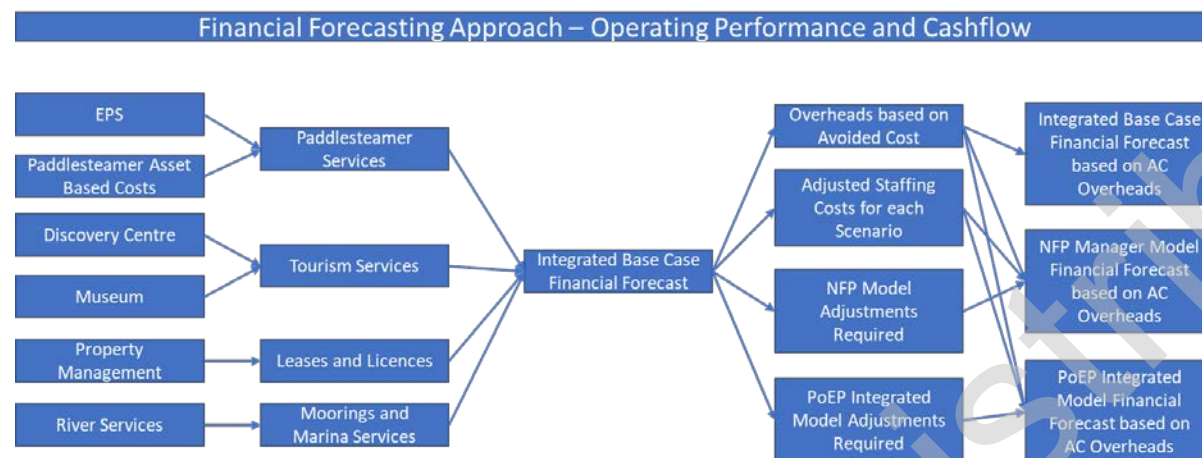 Financial Forecasting Approach – Operating Performance and Cashflow
EPS
Paddlesteamer Asset
Based Costs
Discovery Centre
Museum
Property
Management
River Services
Paddlesteamer
Services
Tourism Services
Leases and Licences
Moorings and
Marina Services
Integrated Base Case
Financial Forecast
Overheads based on
Avoided Cost
Adjusted Staffing
Costs for each
Scenario
NFP Model
Adjustments
Required
PoEP Integrated
Model Adjustments
Required
Integrated Base Case
Financial Forecast
based on AC
Overheads
NFP Manager Model
Financial Forecast
based on AC
Overheads
PoEP Integrated
Model Financial
Forecast based on
AC Overheads